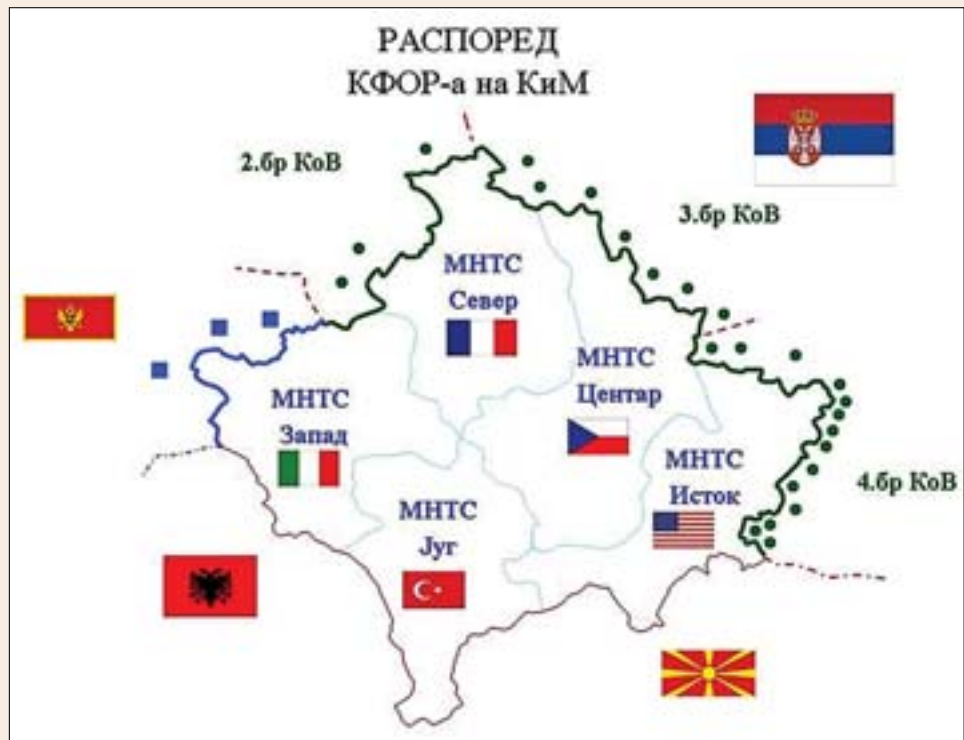 РАСПОРЕД
КФОР-а на КиМ
2.бр КоВ
3.бр КоВ
МНТС
Север
МНТС
Центар
МНТС
Запад
МНТС
Исток
4.бр КоВ
МНТС
Југ